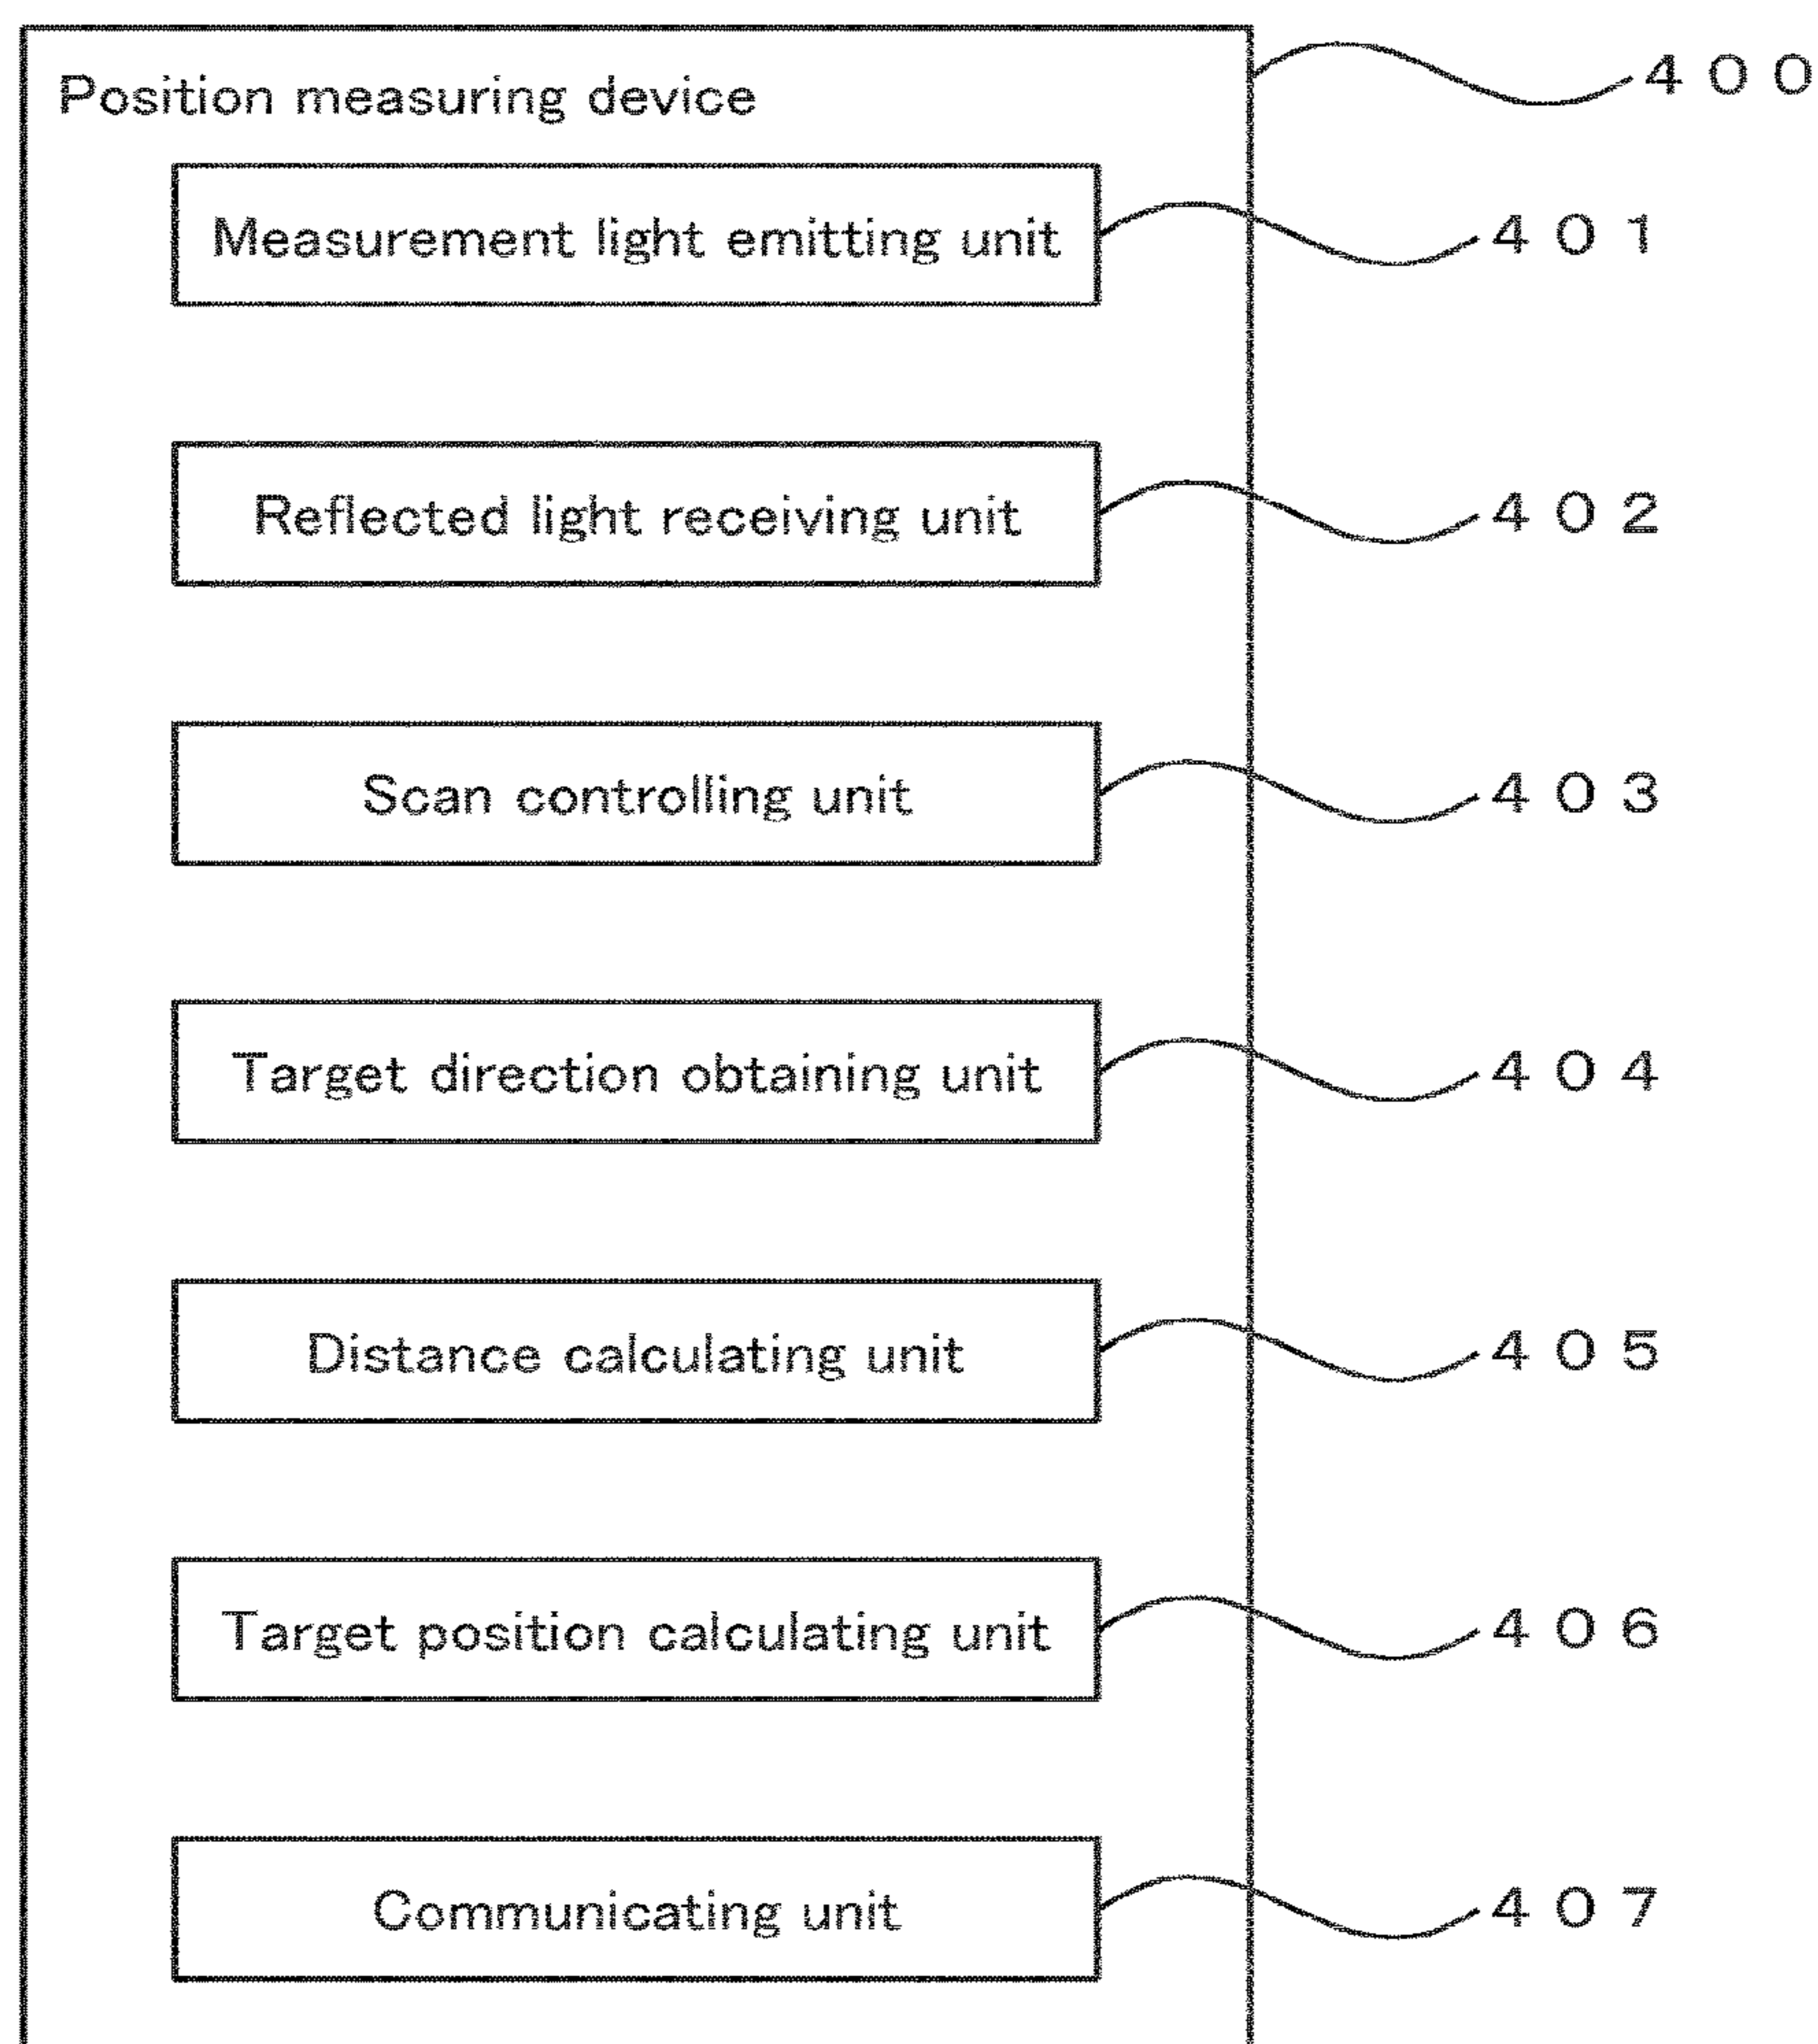 Position measuring device 400
Measurement light emitting unit 401
Reflected light receiving unit 402
Scan controlling unit 403
Target direction obtaining unit 404
Distance calculating unit 405
Target position calculating unit 406
Communicating unit 407